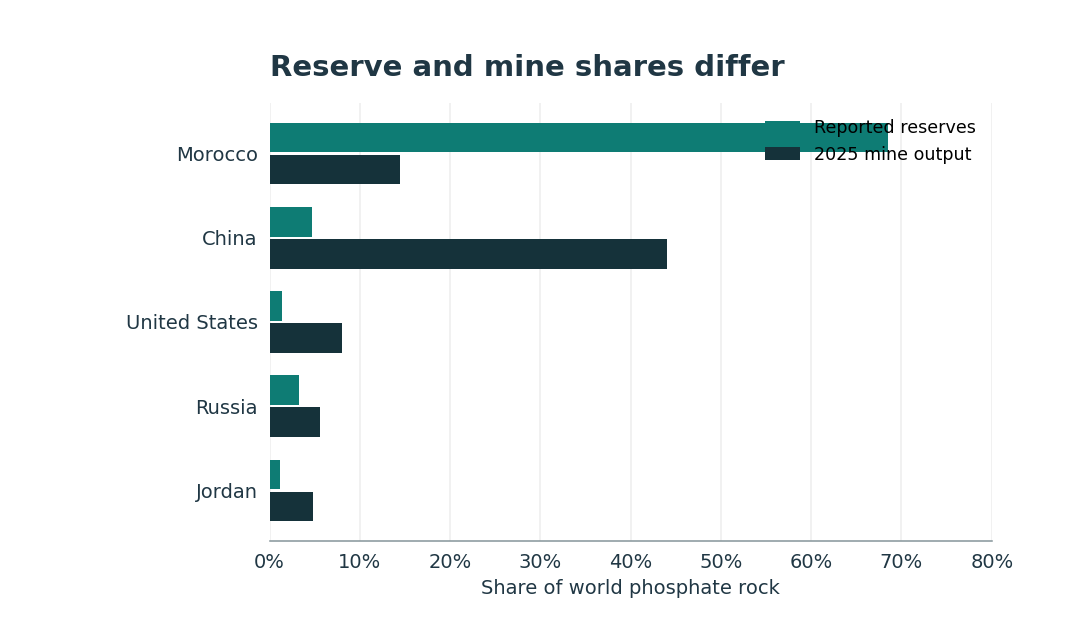 Reserve and mine shares differ
Reported reserves
2025 mine output
Morocco
China
United States
Russia
Jordan
0% 10% 20% 30% 40% 50% 60% 70% 80%
Share of world phosphate rock